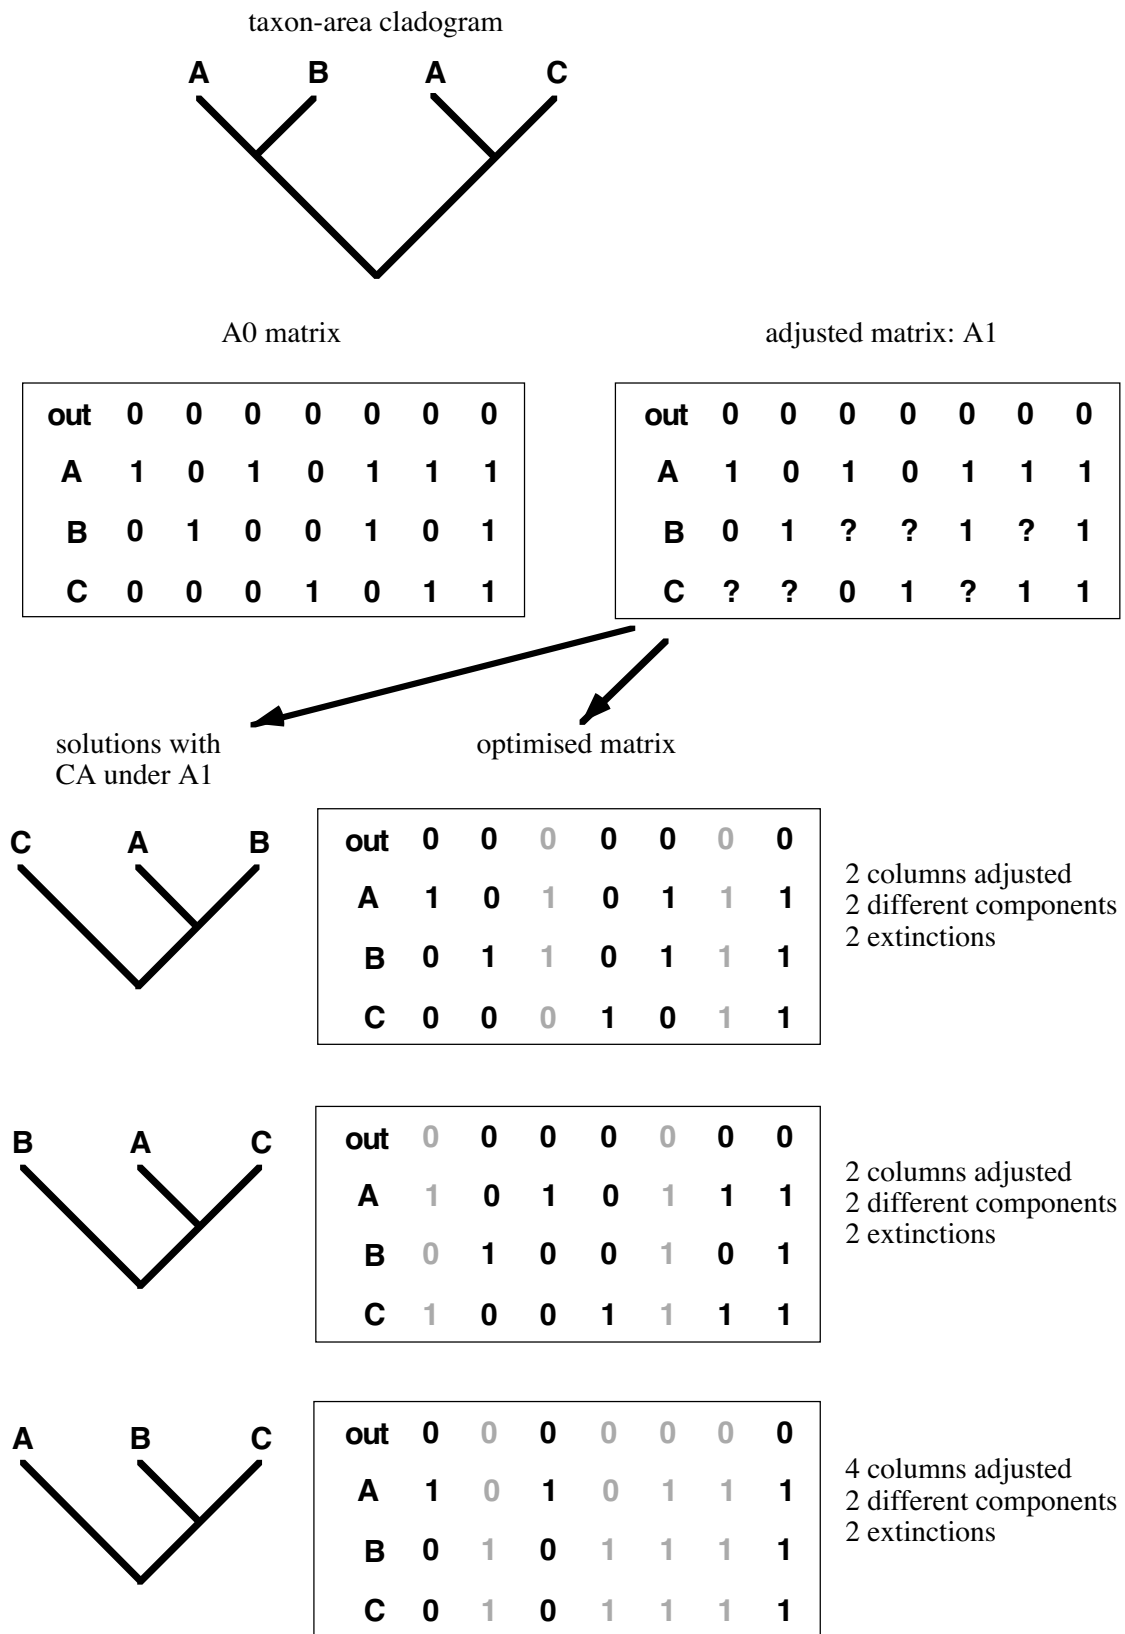 taxon-area cladogram
A B A C
A0 matrix adjusted matrix: A1
out 0 0 0 0 0 0 0
A 1 0 1 0 1 1 1
B 0 1 0 0 1 0 1
C 0 0 0 1 0 1 1
out 0 0 0 0 0 0 0
A 1 0 1 0 1 1 1
B 0 1 ? ? 1 ? 1
C ? ? 0 1 ? 1 1
solutions with
CA under A1
optimised matrix
C A B
out 0 0 0 0 0 0 0
A 1 0 1 0 1 1 1
B 0 1 1 0 1 1 1
C 0 0 0 1 0 1 1
2 columns adjusted
2 different components
2 extinctions
B A C
out 0 0 0 0 0 0 0
A 1 0 1 0 1 1 1
B 0 1 0 0 1 0 1
C 1 0 0 1 1 1 1
2 columns adjusted
2 different components
2 extinctions
A B C
out 0 0 0 0 0 0 0
A 1 0 1 0 1 1 1
B 0 1 0 1 1 1 1
C 0 1 0 1 1 1 1
4 columns adjusted
2 different components
2 extinctions